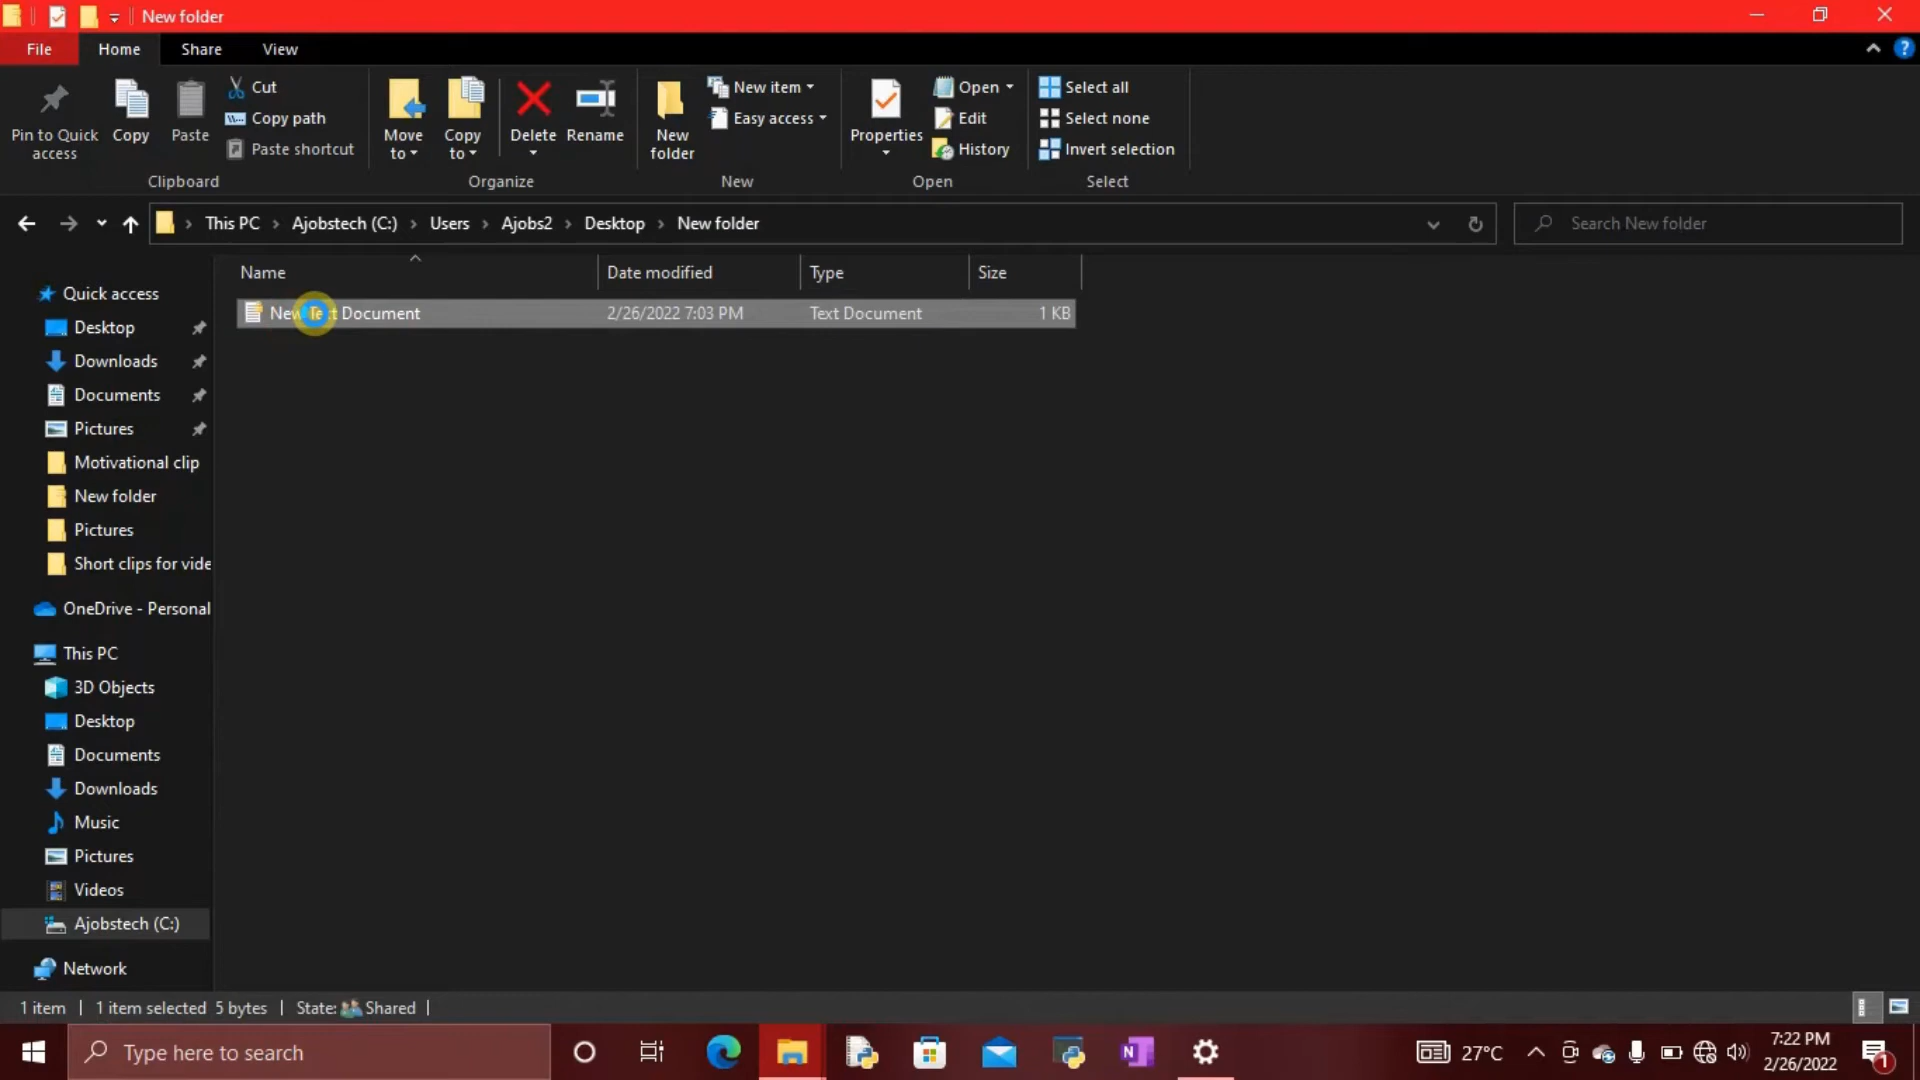 New folder
File Home Share View
Pin to Quick access
Copy
Paste
Cut
Copy path
Paste shortcut
Clipboard
Move to
Copy to
Delete
Rename
Organize
New folder
New item
Easy access
New
Properties
Open
Edit
History
Open
Select all
Select none
Invert selection
Select
This PC > Ajobstech (C:) > Users > Ajobs2 > Desktop > New folder
Search New folder
Name Date modified Type Size
New Text Document 2/26/2022 7:03 PM Text Document 1 KB
Quick access
Desktop
Downloads
Documents
Pictures
Motivational clip
New folder
Pictures
Short clips for vide
OneDrive - Personal
This PC
3D Objects
Desktop
Documents
Downloads
Music
Pictures
Videos
Ajobstech (C:)
Network
1 item | 1 item selected 5 bytes | State: Shared |
Type here to search
27°C
7:22 PM
2/26/2022
1